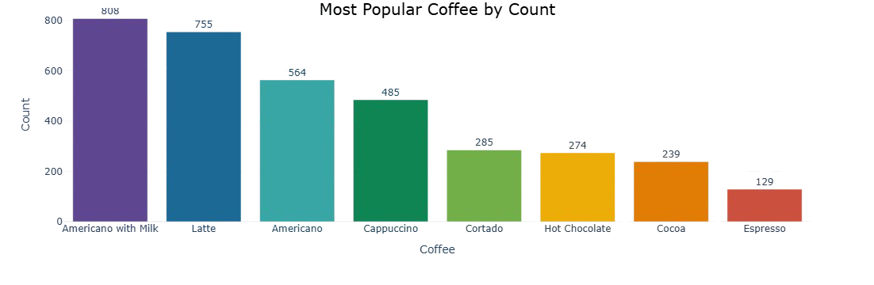 Most Popular Coffee by Count
808
755
564
485
285
274
239
129
800
600
400
200
0
Count
Americano with Milk
Latte
Americano
Cappuccino
Cortado
Hot Chocolate
Cocoa
Espresso
Coffee